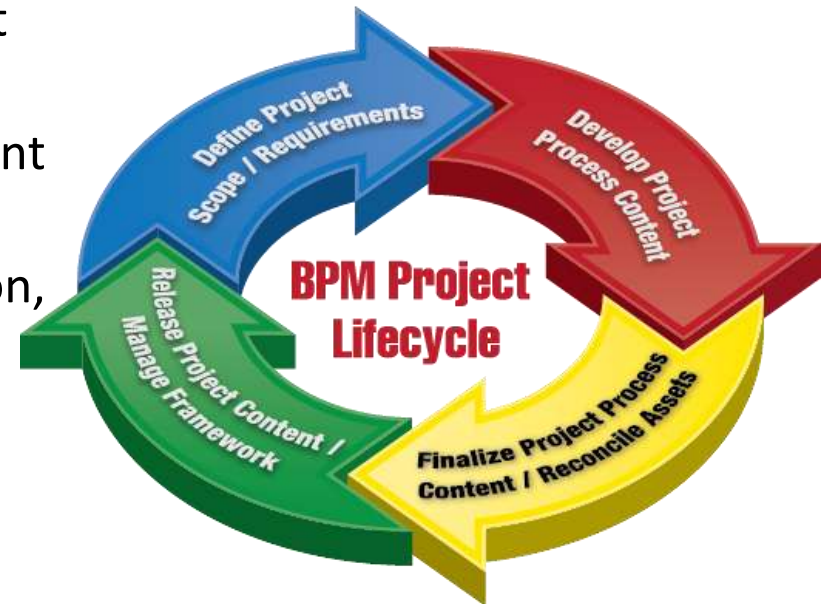 t
nt
on,
Define Project
Scope / Requirements
Develop Project
Process Content
BPM Project
Lifecycle
Release Project Content /
Manage Framework
Finalize Project Process
Content / Reconcile Assets